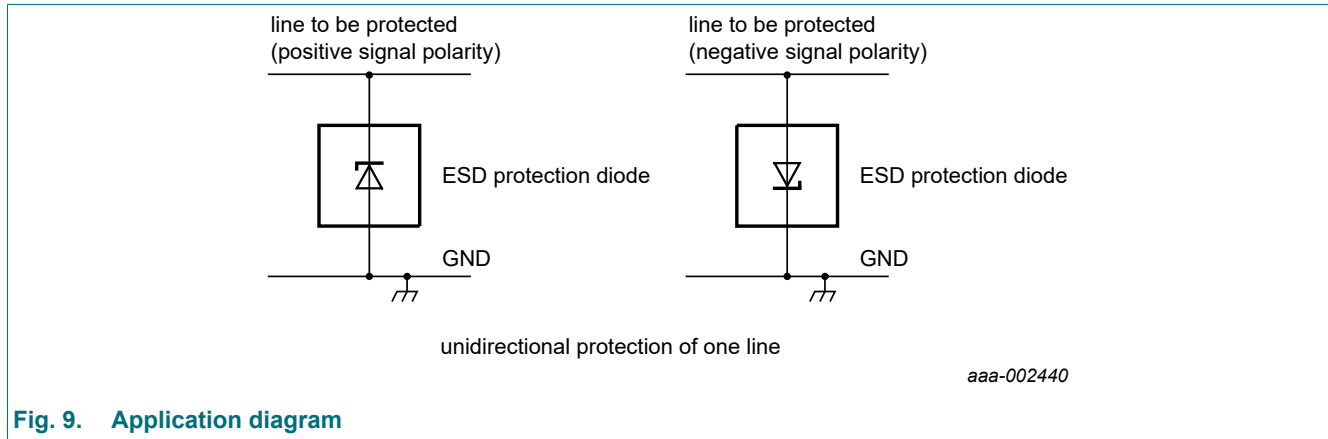 line to be protected
(positive signal polarity)
ESD protection diode
GND
line to be protected
(negative signal polarity)
ESD protection diode
GND
unidirectional protection of one line
aaa-002440
Fig. 9. Application diagram